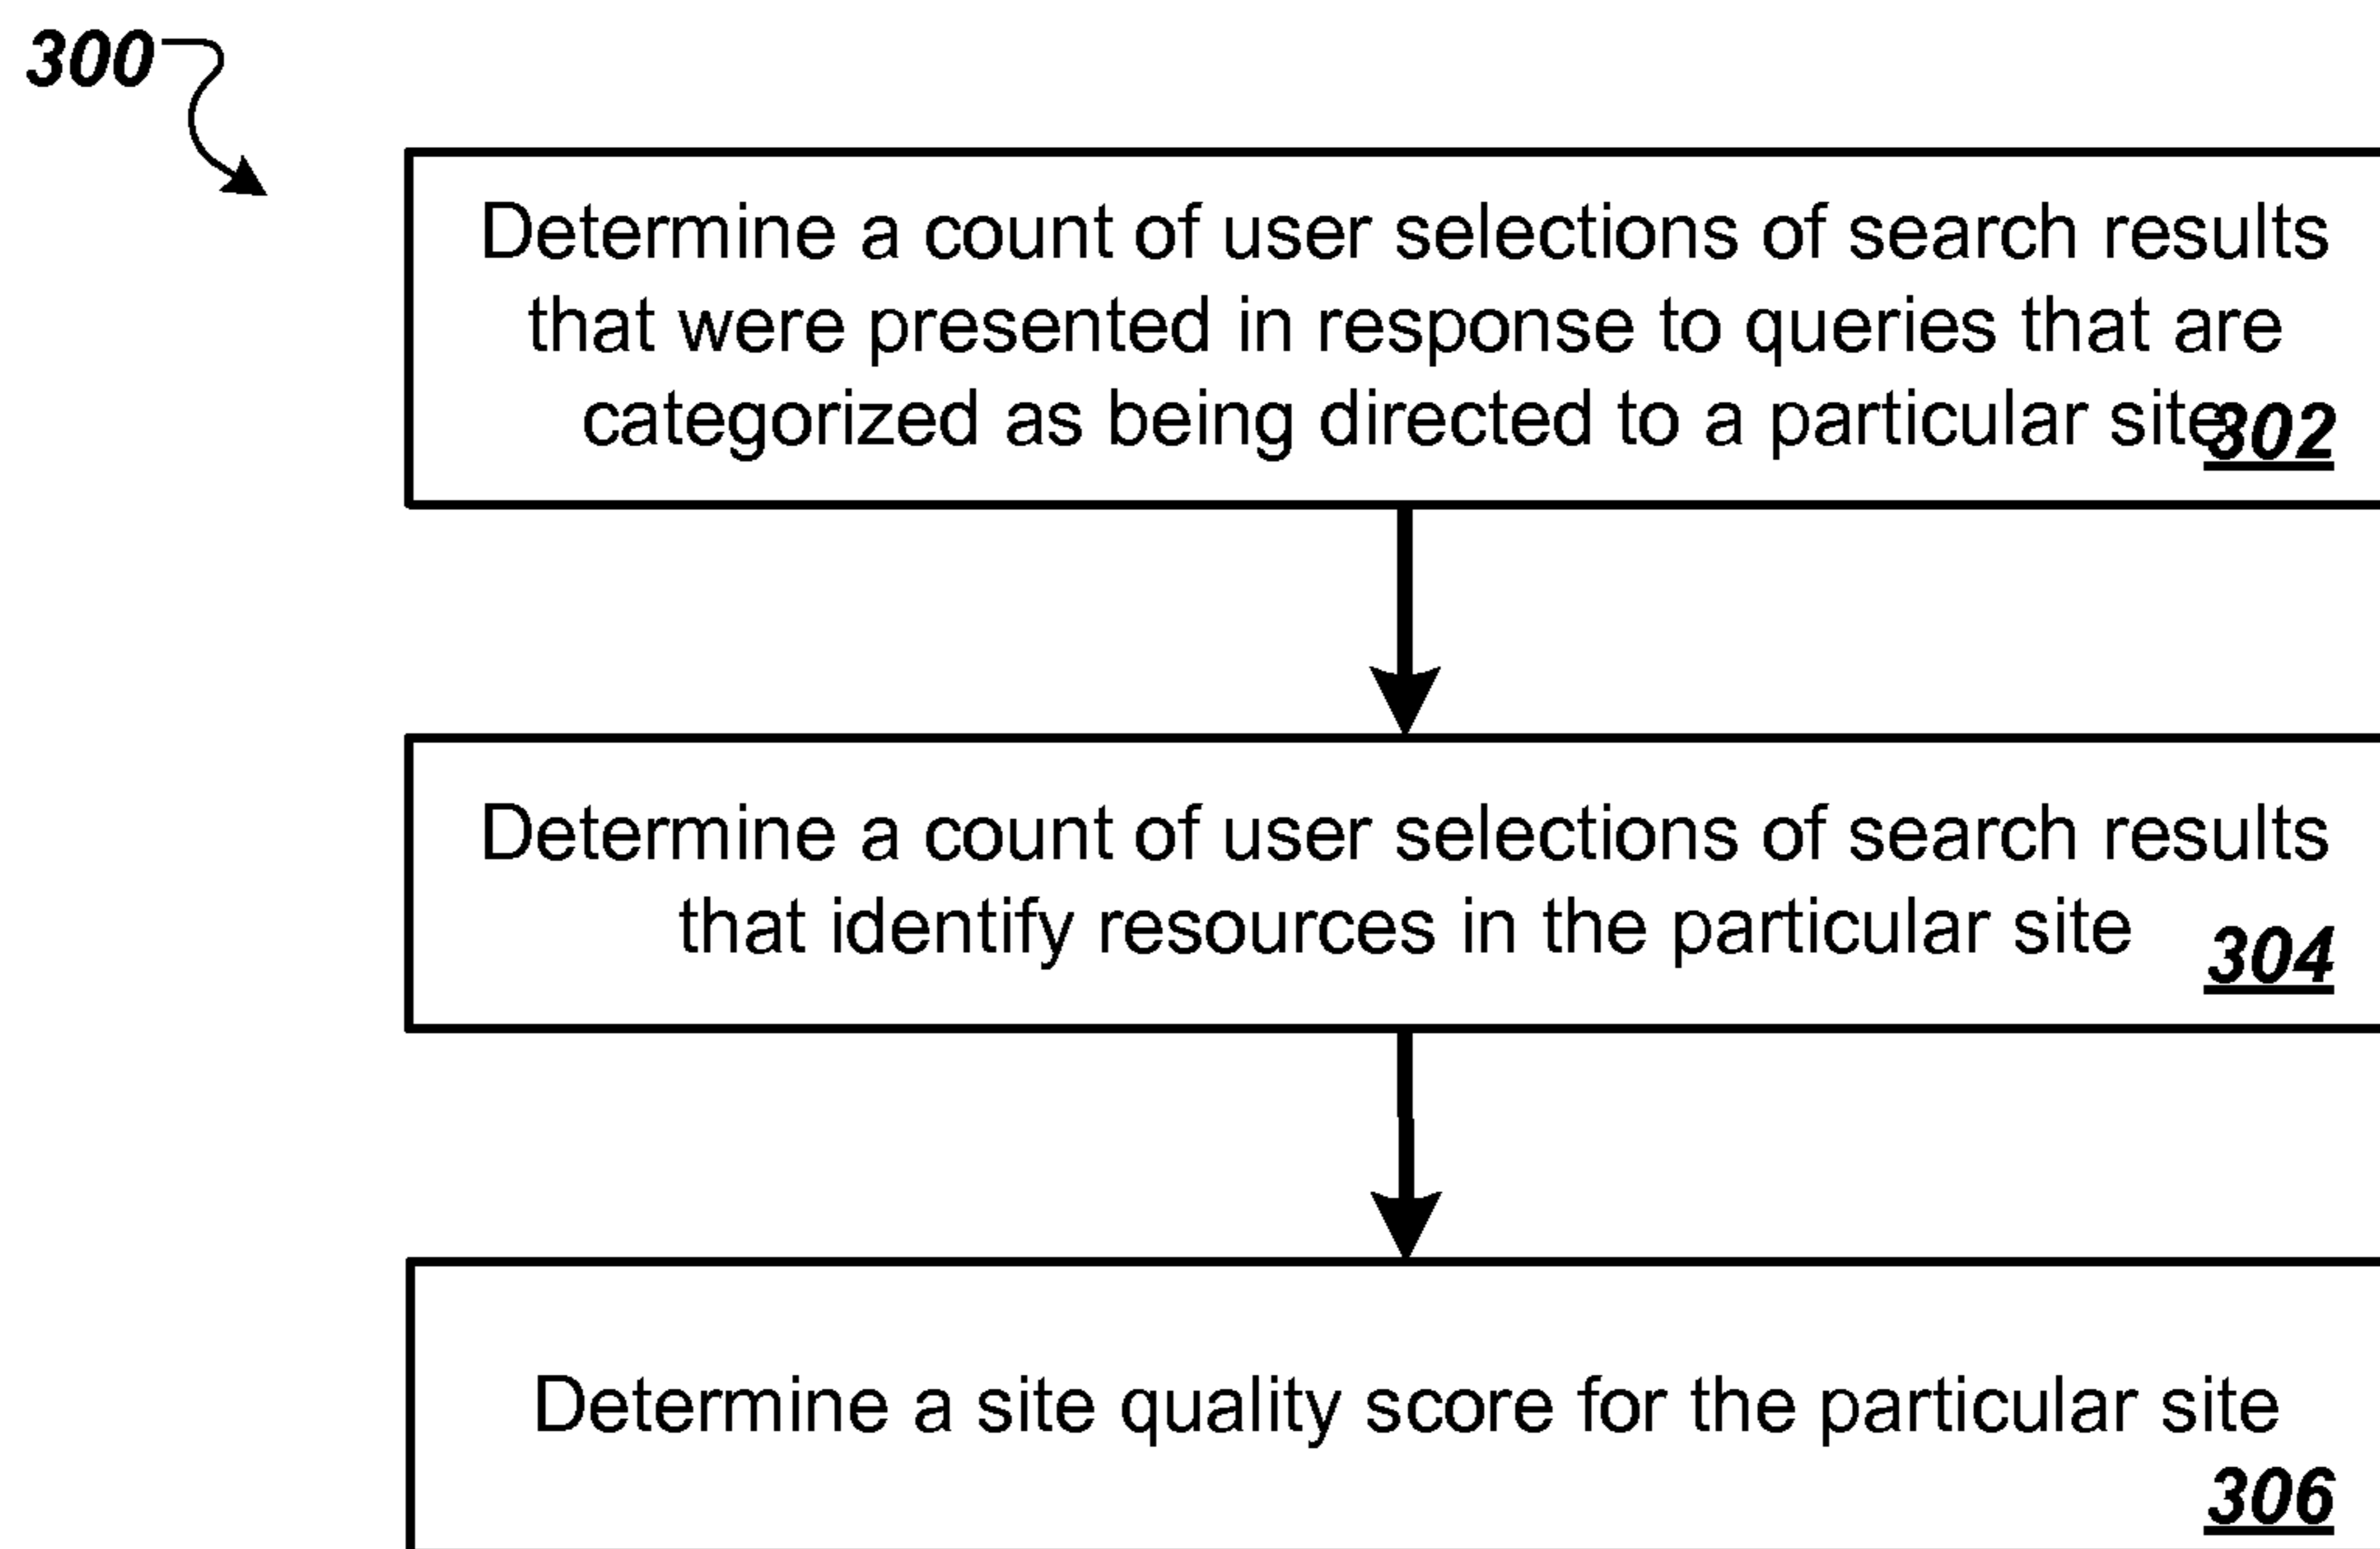 300
Determine a count of user selections of search results
that were presented in response to queries that are
categorized as being directed to a particular site
302
Determine a count of user selections of search results
that identify resources in the particular site
304
Determine a site quality score for the particular site
306